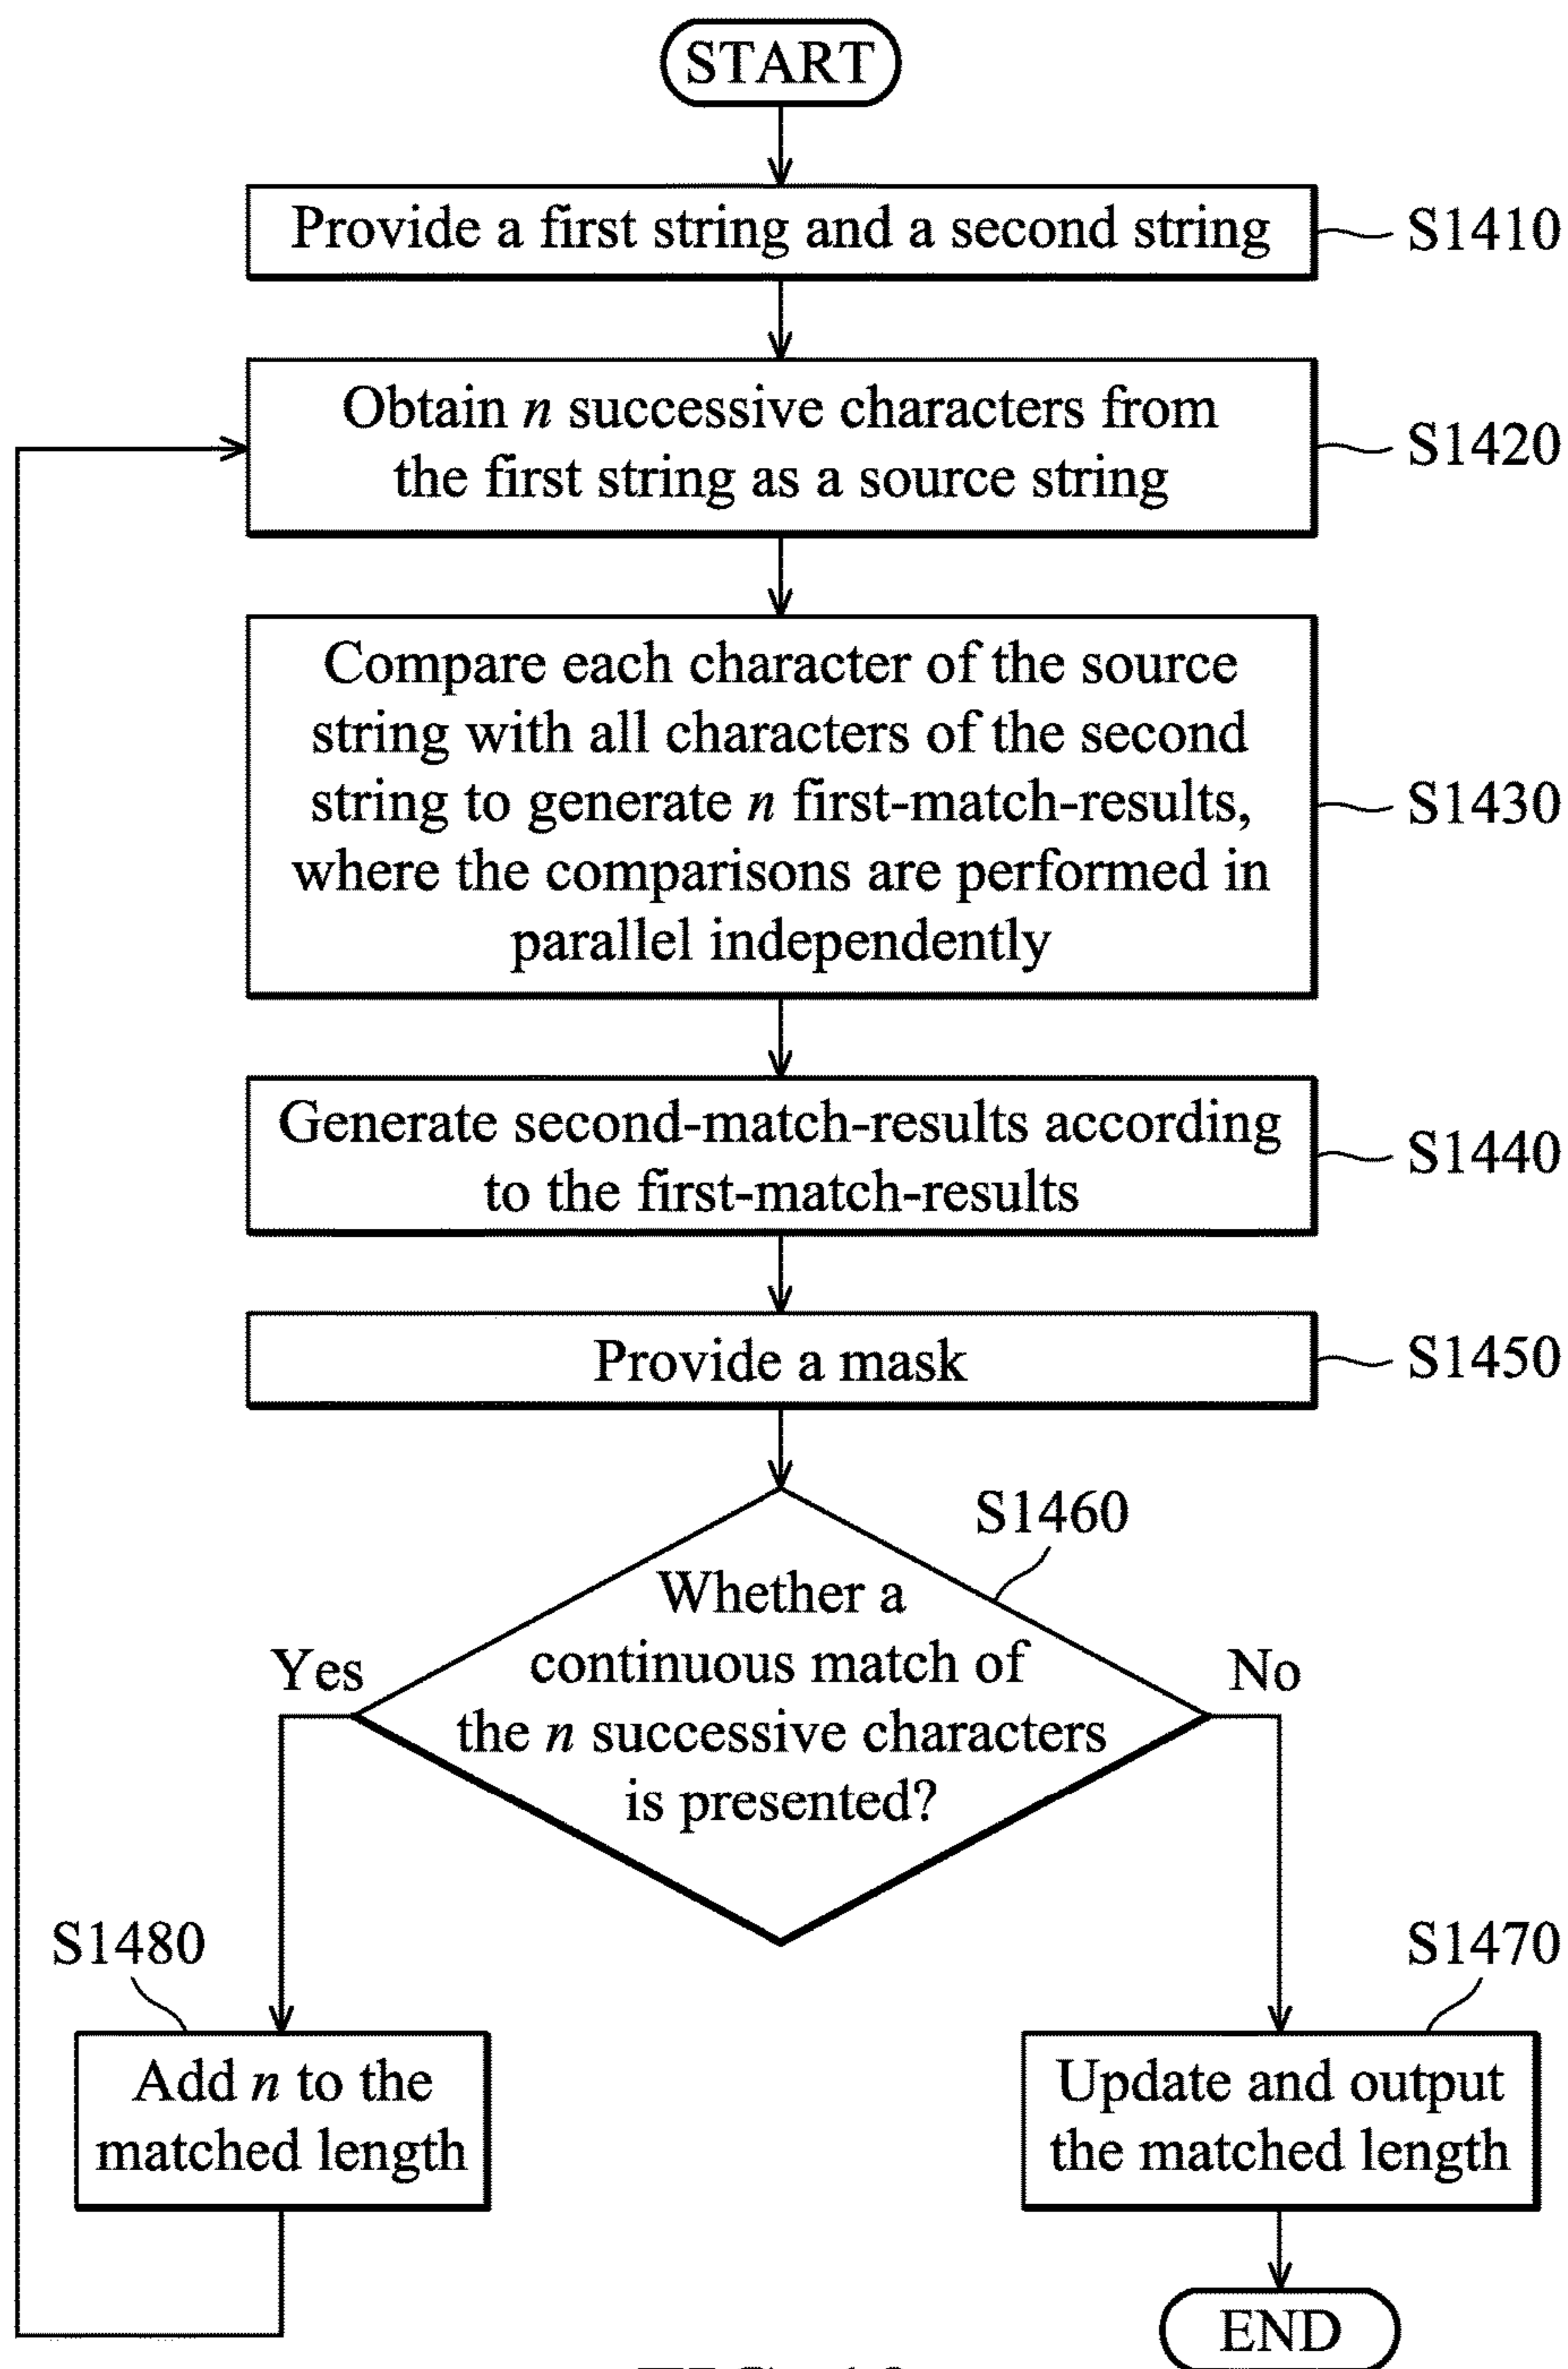 START
Provide a first string and a second string
S1410
Obtain n successive characters from
the first string as a source string
S1420
Compare each character of the source
string with all characters of the second
string to generate n first-match-results,
where the comparisons are performed in
parallel independently
S1430
Generate second-match-results according
to the first-match-results
S1440
Provide a mask
S1450
S1460
Whether a
continuous match of
the n successive characters
is presented?
Yes
No
S1480
Add n to the
matched length
S1470
Update and output
the matched length
END